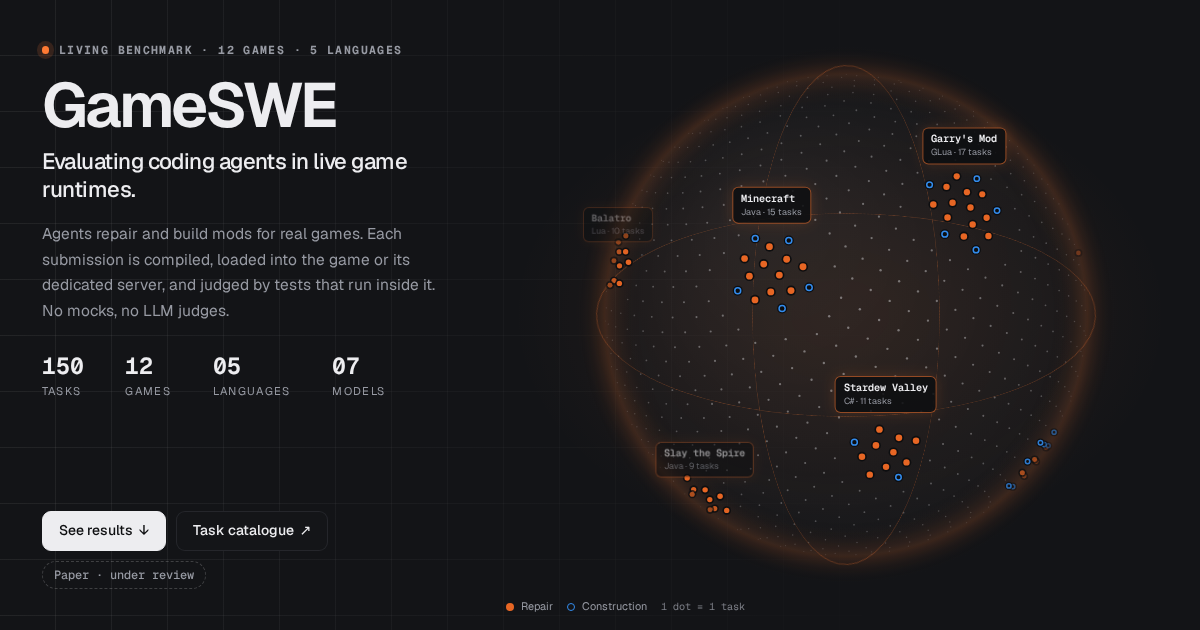 LIVING BENCHMARK · 12 GAMES · 5 LANGUAGES
GameSWE
Evaluating coding agents in live game
runtimes.
Agents repair and build mods for real games. Each
submission is compiled, loaded into the game or its
dedicated server, and judged by tests that run inside it.
No mocks, no LLM judges.
150 12 05 07
TASKS GAMES LANGUAGES MODELS
See results ↓ Task catalogue ↗
Paper · under review
Garry's Mod
GLua · 17 tasks
Minecraft
Java · 15 tasks
Balatro
Lua · 10 tasks
Stardew Valley
C# · 11 tasks
Slay the Spire
Java · 9 tasks
Repair Construction 1 dot = 1 task